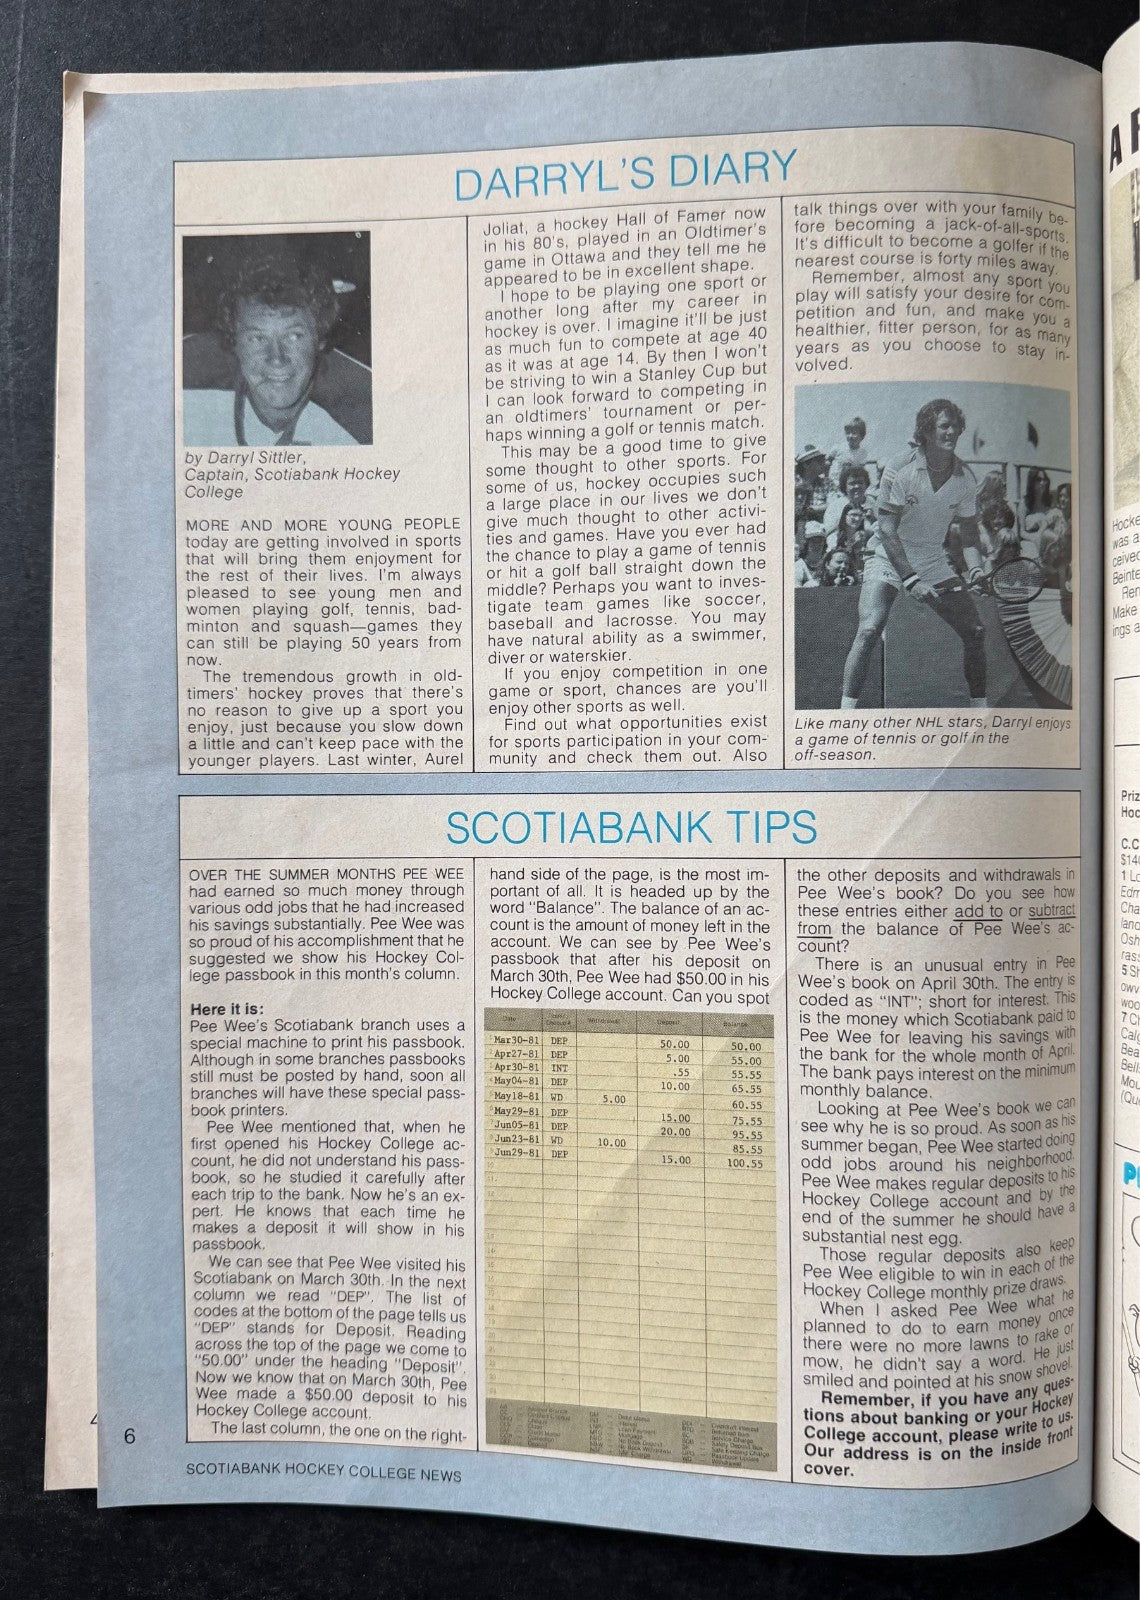 DARRYL'S DIARY
by Darryl Sittler,
Captain, Scotiabank Hockey
College
MORE AND MORE YOUNG PEOPLE
today are getting involved in sports
that will bring them enjoyment for
the rest of their lives. I'm always
pleased to see young men and
women playing golf, tennis, bad-
minton and squash—games they
can still be playing 50 years from
now.
The tremendous growth in old-
timers' hockey proves that there's
no reason to give up a sport you
enjoy, just because you slow down
a little and can't keep pace with the
younger players. Last winter, Aurel
Joliat, a hockey Hall of Famer now
in his 80's, played in an Oldtimer's
game in Ottawa and they tell me he
appeared to be in excellent shape.
I hope to be playing one sport or
another long after my career in
hockey is over. I imagine it'll be just
as much fun to compete at age 40
as it was at age 14. By then I won't
be striving to win a Stanley Cup but
I can look forward to competing in
an oldtimers' tournament or per-
haps winning a golf or tennis match.
This may be a good time to give
some thought to other sports. For
some of us, hockey occupies such
a large place in our lives we don't
give much thought to other activi-
ties and games. Have you ever had
the chance to play a game of tennis
or hit a golf ball straight down the
middle? Perhaps you want to inves-
tigate team games like soccer,
baseball and lacrosse. You may
have natural ability as a swimmer,
diver or waterskier.
If you enjoy competition in one
game or sport, chances are you'll
enjoy other sports as well.
Find out what opportunities exist
for sports participation in your com-
munity and check them out. Also
talk things over with your family be-
fore becoming a jack-of-all-sports.
It's difficult to become a golfer if the
nearest course is forty miles away.
Remember, almost any sport you
play will satisfy your desire for com-
petition and fun, and make you a
healthier, fitter person, for as many
years as you choose to stay in-
volved.
Like many other NHL stars, Darryl enjoys
a game of tennis or golf in the
off-season.
SCOTIABANK TIPS
OVER THE SUMMER MONTHS PEE WEE
had earned so much money through
various odd jobs that he had increased
his savings substantially. Pee Wee was
so proud of his accomplishment that he
suggested we show his Hockey Col-
lege passbook in this month's column.
Here it is:
Pee Wee's Scotiabank branch uses a
special machine to print his passbook.
Although in some branches passbooks
still must be posted by hand, soon all
branches will have these special pass-
book printers.
Pee Wee mentioned that, when he
first opened his Hockey College ac-
count, he did not understand his pass-
book, so he studied it carefully after
each trip to the bank. Now he's an ex-
pert. He knows that each time he
makes a deposit it will show in his
passbook.
We can see that Pee Wee visited his
Scotiabank on March 30th. In the next
column we read "DEP". The list of
codes at the bottom of the page tells us
"DEP" stands for Deposit. Reading
across the top of the page we come to
"50.00" under the heading "Deposit".
Now we know that on March 30th, Pee
Wee made a $50.00 deposit to his
Hockey College account.
The last column, the one on the right-
hand side of the page, is the most im-
portant of all. It is headed up by the
word "Balance". The balance of an ac-
count is the amount of money left in the
account. We can see by Pee Wee's
passbook that after his deposit on
March 30th, Pee Wee had $50.00 in his
Hockey College account. Can you spot
Date Withdrawal Deposit Balance
Mar30-81 DEP 50.00 50.00
Apr27-81 DEP 5.00 55.00
Apr30-81 INT .55 55.55
May04-81 DEP 10.00 65.55
May18-81 WD 5.00 60.55
May29-81 DEP 15.00 75.55
Jun05-81 DEP 20.00 95.55
Jun23-81 WD 10.00 85.55
Jun29-81 DEP 15.00 100.55
the other deposits and withdrawals in
Pee Wee's book? Do you see how
these entries either add to or subtract
from the balance of Pee Wee's ac-
count?
There is an unusual entry in Pee
Wee's book on April 30th. The entry is
coded as "INT"; short for interest. This
is the money which Scotiabank paid to
Pee Wee for leaving his savings with
the bank for the whole month of April.
The bank pays interest on the minimum
monthly balance.
Looking at Pee Wee's book we can
see why he is so proud. As soon as his
summer began, Pee Wee started doing
odd jobs around his neighborhood.
Pee Wee makes regular deposits to his
Hockey College account and by the
end of the summer he should have a
substantial nest egg.
Those regular deposits also keep
Pee Wee eligible to win in each of the
Hockey College monthly prize draws.
When I asked Pee Wee what he
planned to do to earn money once
there were no more lawns to rake or
mow, he didn't say a word. He just
smiled and pointed at his snow shovel.
Remember, if you have any ques-
tions about banking or your Hockey
College account, please write to us.
Our address is on the inside front
cover.
6
SCOTIABANK HOCKEY COLLEGE NEWS